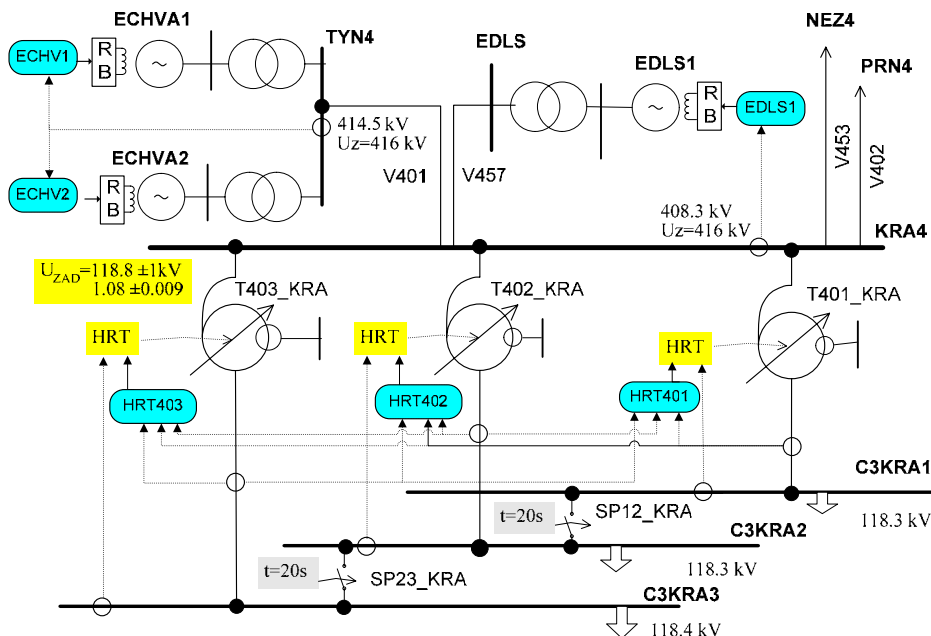 ECHVA1
TYN4
NEZ4
EDLS
EDLS1
PRN4
ECHV1
R
B
~
R
B
~
EDLS1
414.5 kV
Uz=416 kV
ECHVA2
V401
V457
V453
V402
ECHV2
R
B
~
408.3 kV
Uz=416 kV
KRA4
UZAD=118.8 ±1kV
1.08 ±0.009
T403_KRA
T402_KRA
T401_KRA
HRT
HRT
HRT
HRT403
HRT402
HRT401
C3KRA1
t=20s
SP12_KRA
118.3 kV
C3KRA2
t=20s
SP23_KRA
118.3 kV
C3KRA3
118.4 kV